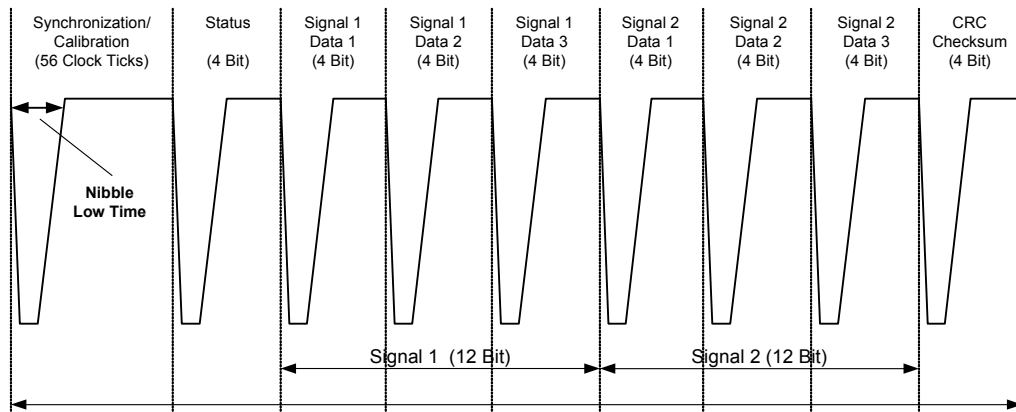 Synchronization/
Calibration
(56 Clock Ticks)
Status
(4 Bit)
Signal 1
Data 1
(4 Bit)
Signal 1
Data 2
(4 Bit)
Signal 1
Data 3
(4 Bit)
Signal 2
Data 1
(4 Bit)
Signal 2
Data 2
(4 Bit)
Signal 2
Data 3
(4 Bit)
CRC
Checksum
(4 Bit)
Nibble
Low Time
Signal 1 (12 Bit)
Signal 2 (12 Bit)